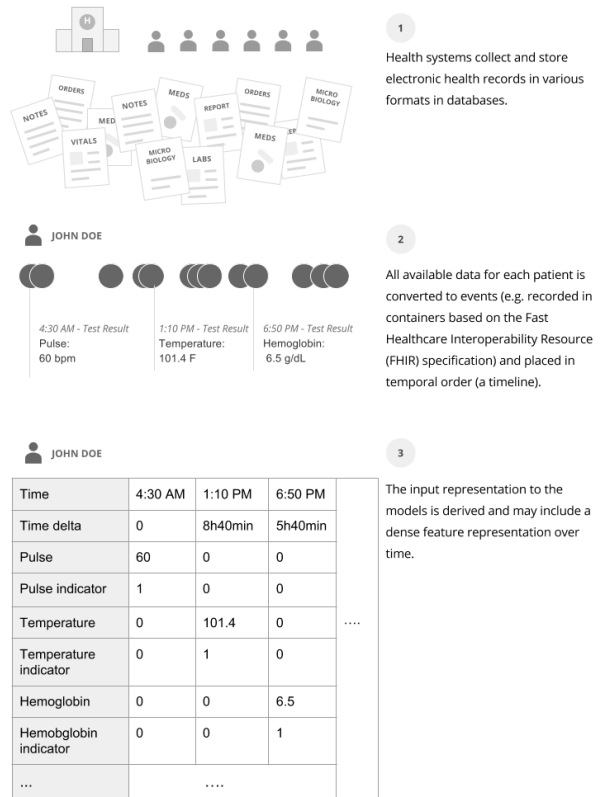 H
1
Health systems collect and store
electronic health records in various
formats in databases.
NOTES
ORDERS
MED
VITALS
NOTES
MEDS
MICRO
BIOLOGY
REPORT
LABS
ORDERS
MEDS
MICRO
BIOLOGY
JOHN DOE
2
All available data for each patient is
converted to events (e.g. recorded in
containers based on the Fast
Healthcare Interoperability Resource
(FHIR) specification) and placed in
temporal order (a timeline).
4:30 AM - Test Result
Pulse:
60 bpm
1:10 PM - Test Result
Temperature:
101.4 F
6:50 PM - Test Result
Hemoglobin:
6.5 g/dL
JOHN DOE
3
The input representation to the
models is derived and may include a
dense feature representation over
time.
Time 4:30 AM 1:10 PM 6:50 PM
Time delta 0 8h40min 5h40min
Pulse 60 0 0
Pulse indicator 1 0 0
Temperature 0 101.4 0 ....
Temperature
indicator 0 1 0
Hemoglobin 0 0 6.5
Hemobglobin
indicator 0 0 1
... ....